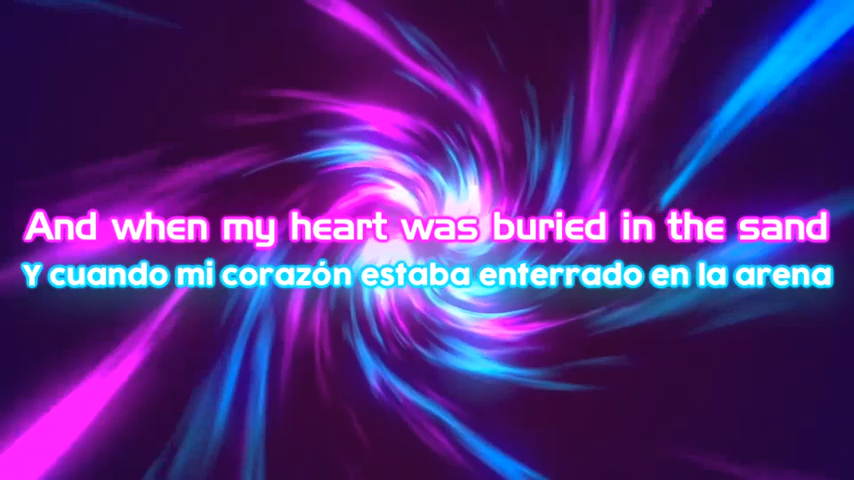 And when my heart was buried in the sand
Y cuando mi corazón estaba enterrado en la arena